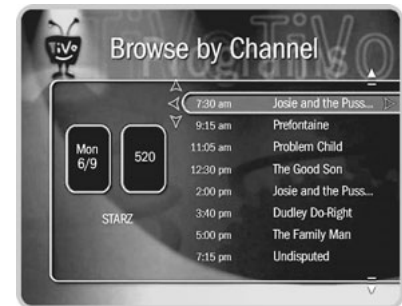 TiVo
Browse by Channel
7:30 am Josie and the Puss...
9:15 am Prefontaine
11:05 am Problem Child
12:30 pm The Good Son
2:00 pm Josie and the Puss...
3:40 pm Dudley Do-Right
5:00 pm The Family Man
7:15 pm Undisputed
Mon
6/9
520
STARZ